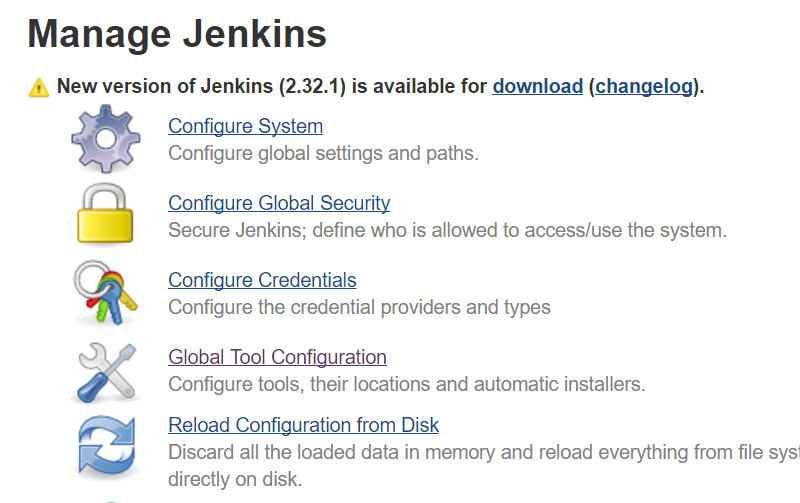 Manage Jenkins
New version of Jenkins (2.32.1) is available for download (changelog).
Configure System
Configure global settings and paths.
Configure Global Security
Secure Jenkins; define who is allowed to access/use the system.
Configure Credentials
Configure the credential providers and types
Global Tool Configuration
Configure tools, their locations and automatic installers.
Reload Configuration from Disk
Discard all the loaded data in memory and reload everything from file
directly on disk.